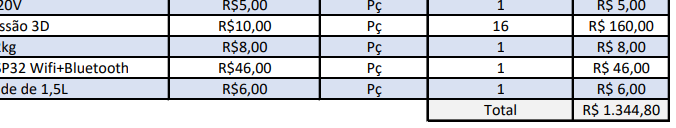 20V R$5,00 Pç 1 R$ 5,00
ssão 3D R$10,00 Pç 16 R$ 160,00
kg R$8,00 Pç 1 R$ 8,00
SP32 Wifi+Bluetooth R$46,00 Pç 1 R$ 46,00
de de 1,5L R$6,00 Pç 1 R$ 6,00
Total R$ 1.344,80